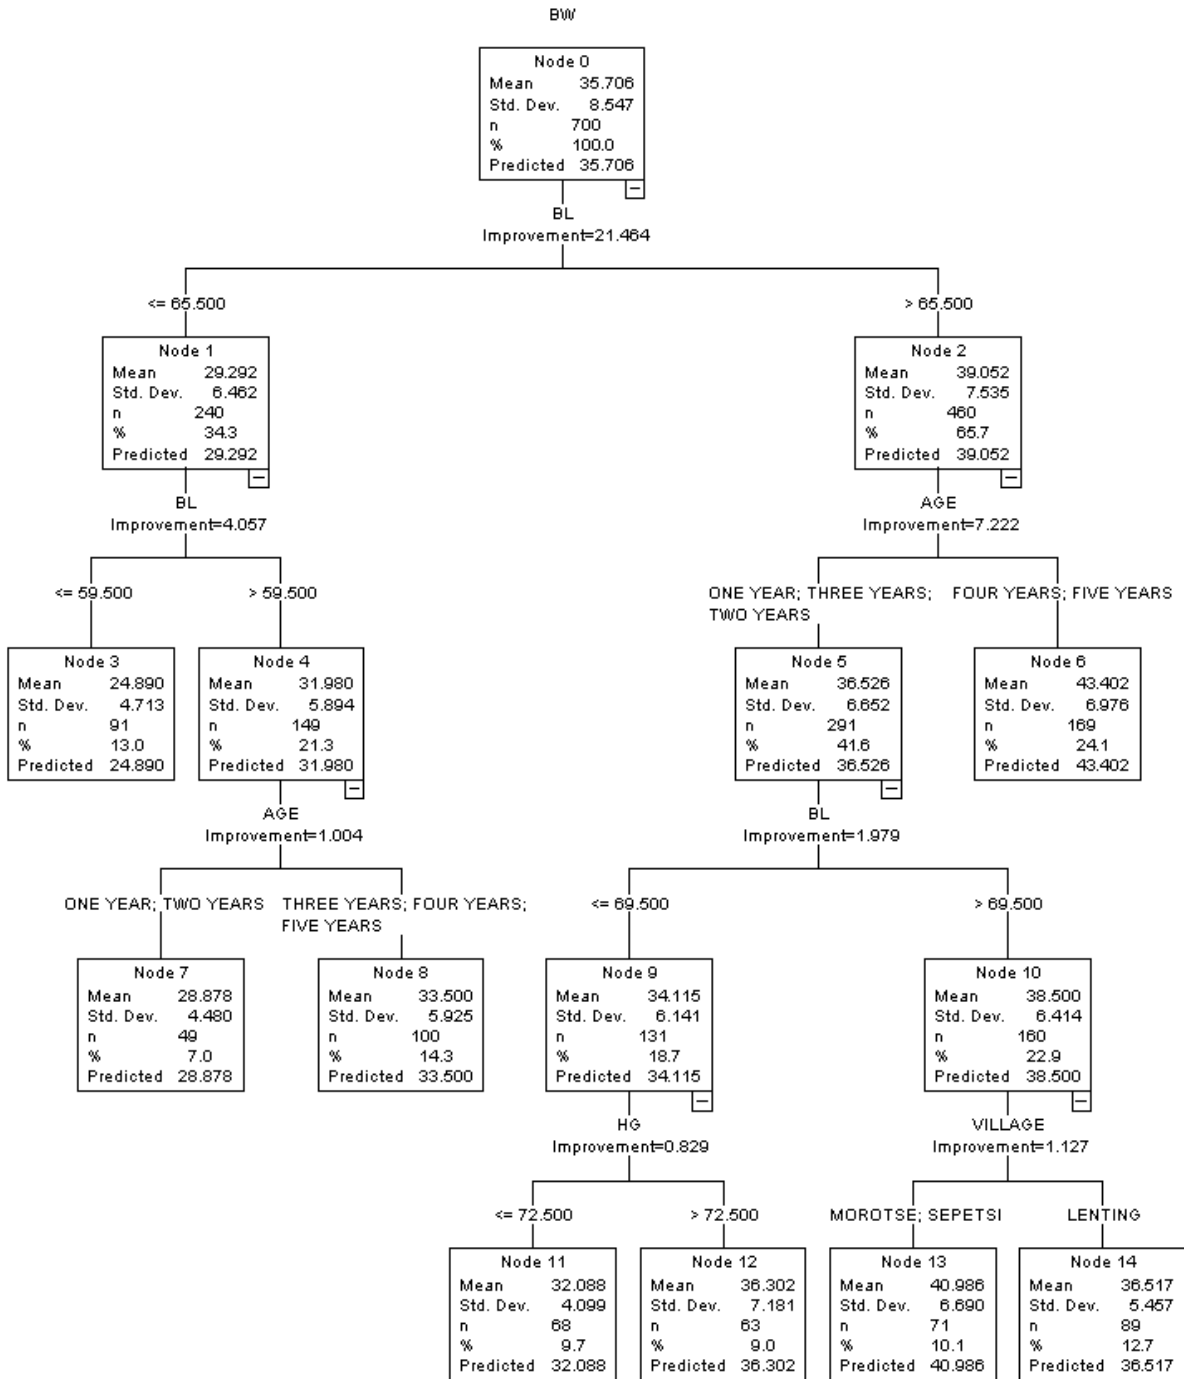 BW
Node 0
Mean 35.706
Std. Dev. 8.547
n 700
% 100.0
Predicted 35.706
BL
Improvement=21.464
<= 65.500
> 65.500
Node 1
Mean 29.292
Std. Dev. 6.462
n 240
% 34.3
Predicted 29.292
Node 2
Mean 39.052
Std. Dev. 7.535
n 460
% 65.7
Predicted 39.052
BL
Improvement=4.057
AGE
Improvement=7.222
<= 59.500
> 59.500
ONE YEAR; THREE YEARS;
TWO YEARS
FOUR YEARS; FIVE YEARS
Node 3
Mean 24.890
Std. Dev. 4.713
n 91
% 13.0
Predicted 24.890
Node 4
Mean 31.980
Std. Dev. 5.894
n 149
% 21.3
Predicted 31.980
Node 5
Mean 36.526
Std. Dev. 6.652
n 291
% 41.6
Predicted 36.526
Node 6
Mean 43.402
Std. Dev. 6.976
n 169
% 24.1
Predicted 43.402
AGE
Improvement=1.004
BL
Improvement=1.979
ONE YEAR; TWO YEARS
THREE YEARS; FOUR YEARS;
FIVE YEARS
<= 69.500
> 69.500
Node 7
Mean 28.878
Std. Dev. 4.480
n 49
% 7.0
Predicted 28.878
Node 8
Mean 33.500
Std. Dev. 5.925
n 100
% 14.3
Predicted 33.500
Node 9
Mean 34.115
Std. Dev. 6.141
n 131
% 18.7
Predicted 34.115
Node 10
Mean 38.500
Std. Dev. 6.414
n 160
% 22.9
Predicted 38.500
HG
Improvement=0.829
VILLAGE
Improvement=1.127
<= 72.500
> 72.500
MOROTSE; SEPETSI
LENTING
Node 11
Mean 32.088
Std. Dev. 4.099
n 68
% 9.7
Predicted 32.088
Node 12
Mean 36.302
Std. Dev. 7.181
n 63
% 9.0
Predicted 36.302
Node 13
Mean 40.986
Std. Dev. 6.690
n 71
% 10.1
Predicted 40.986
Node 14
Mean 36.517
Std. Dev. 5.457
n 89
% 12.7
Predicted 36.517